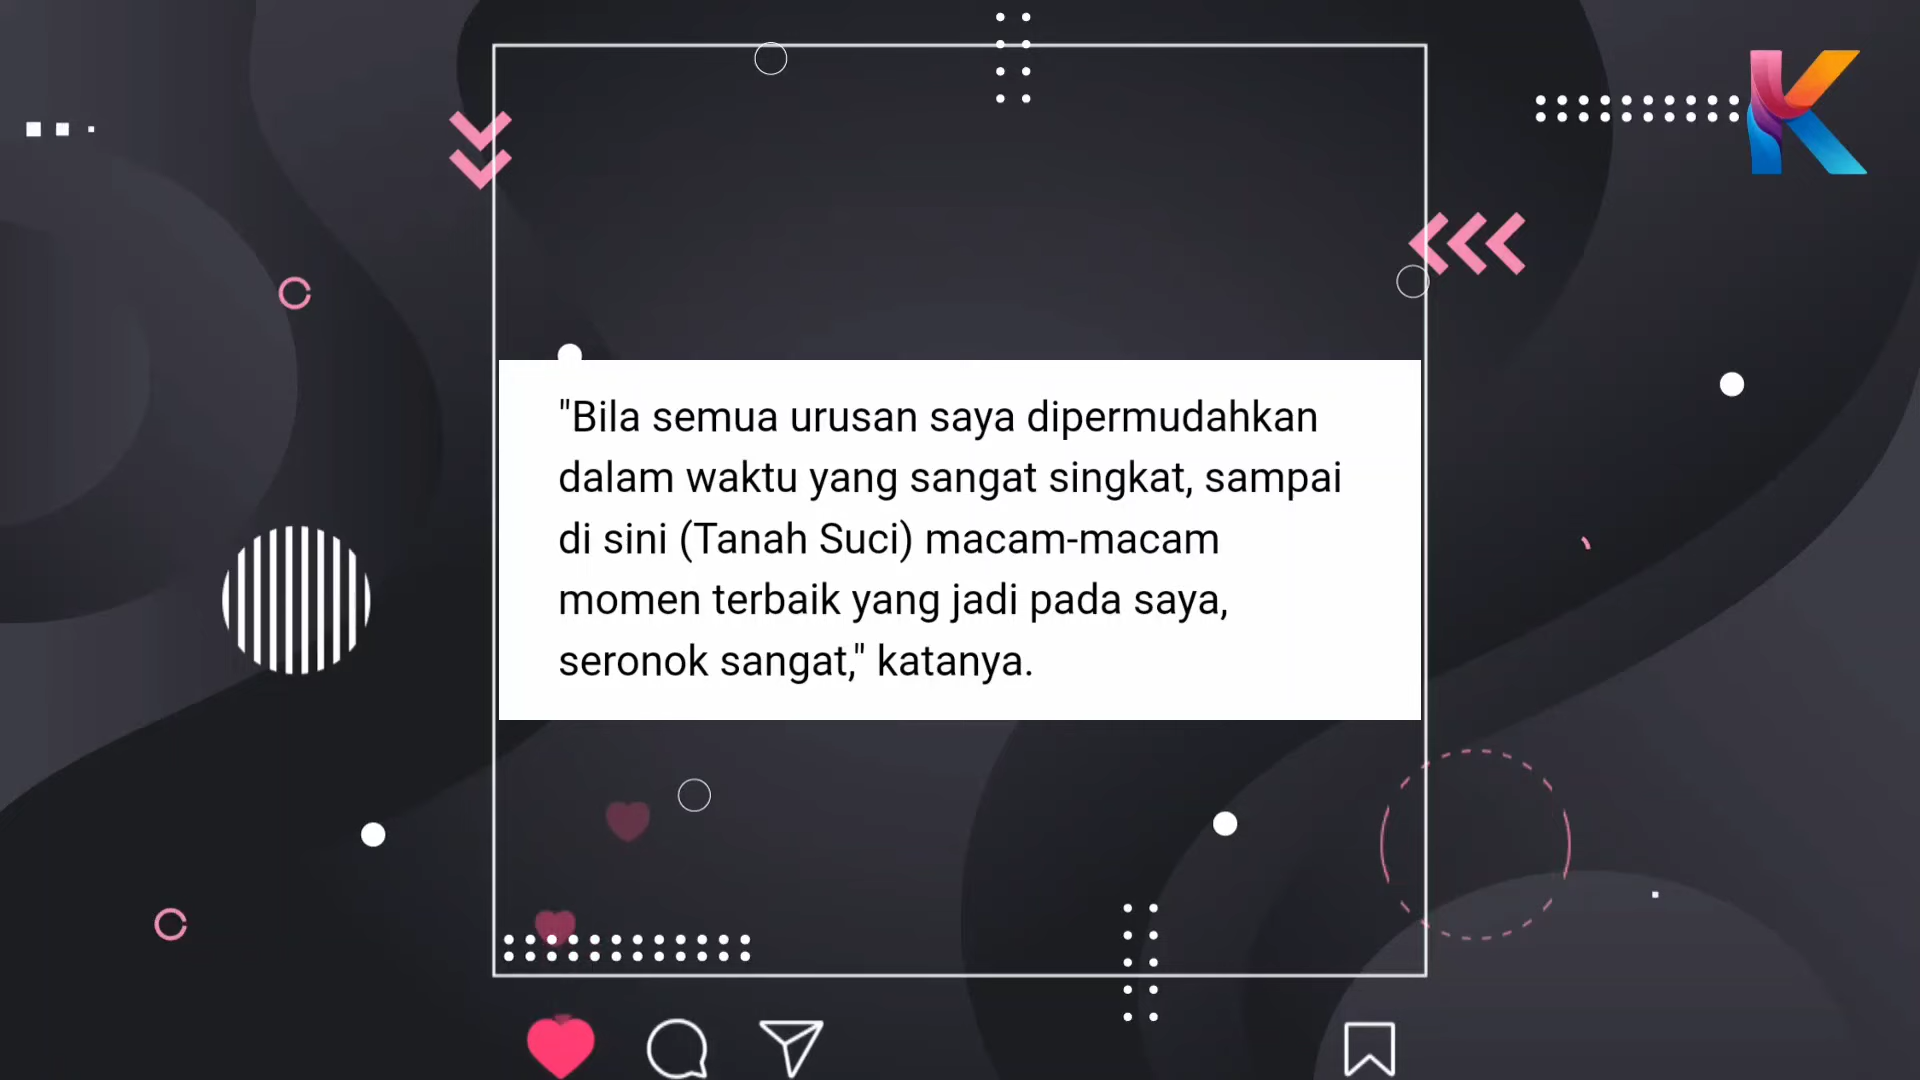 "Bila semua urusan saya dipermudahkan
dalam waktu yang sangat singkat, sampai
di sini (Tanah Suci) macam-macam
momen terbaik yang jadi pada saya,
seronok sangat," katanya.
K